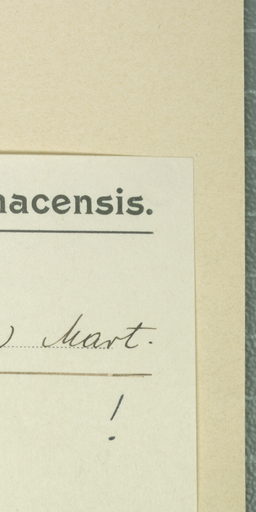 nacensis.
) Mart.
!